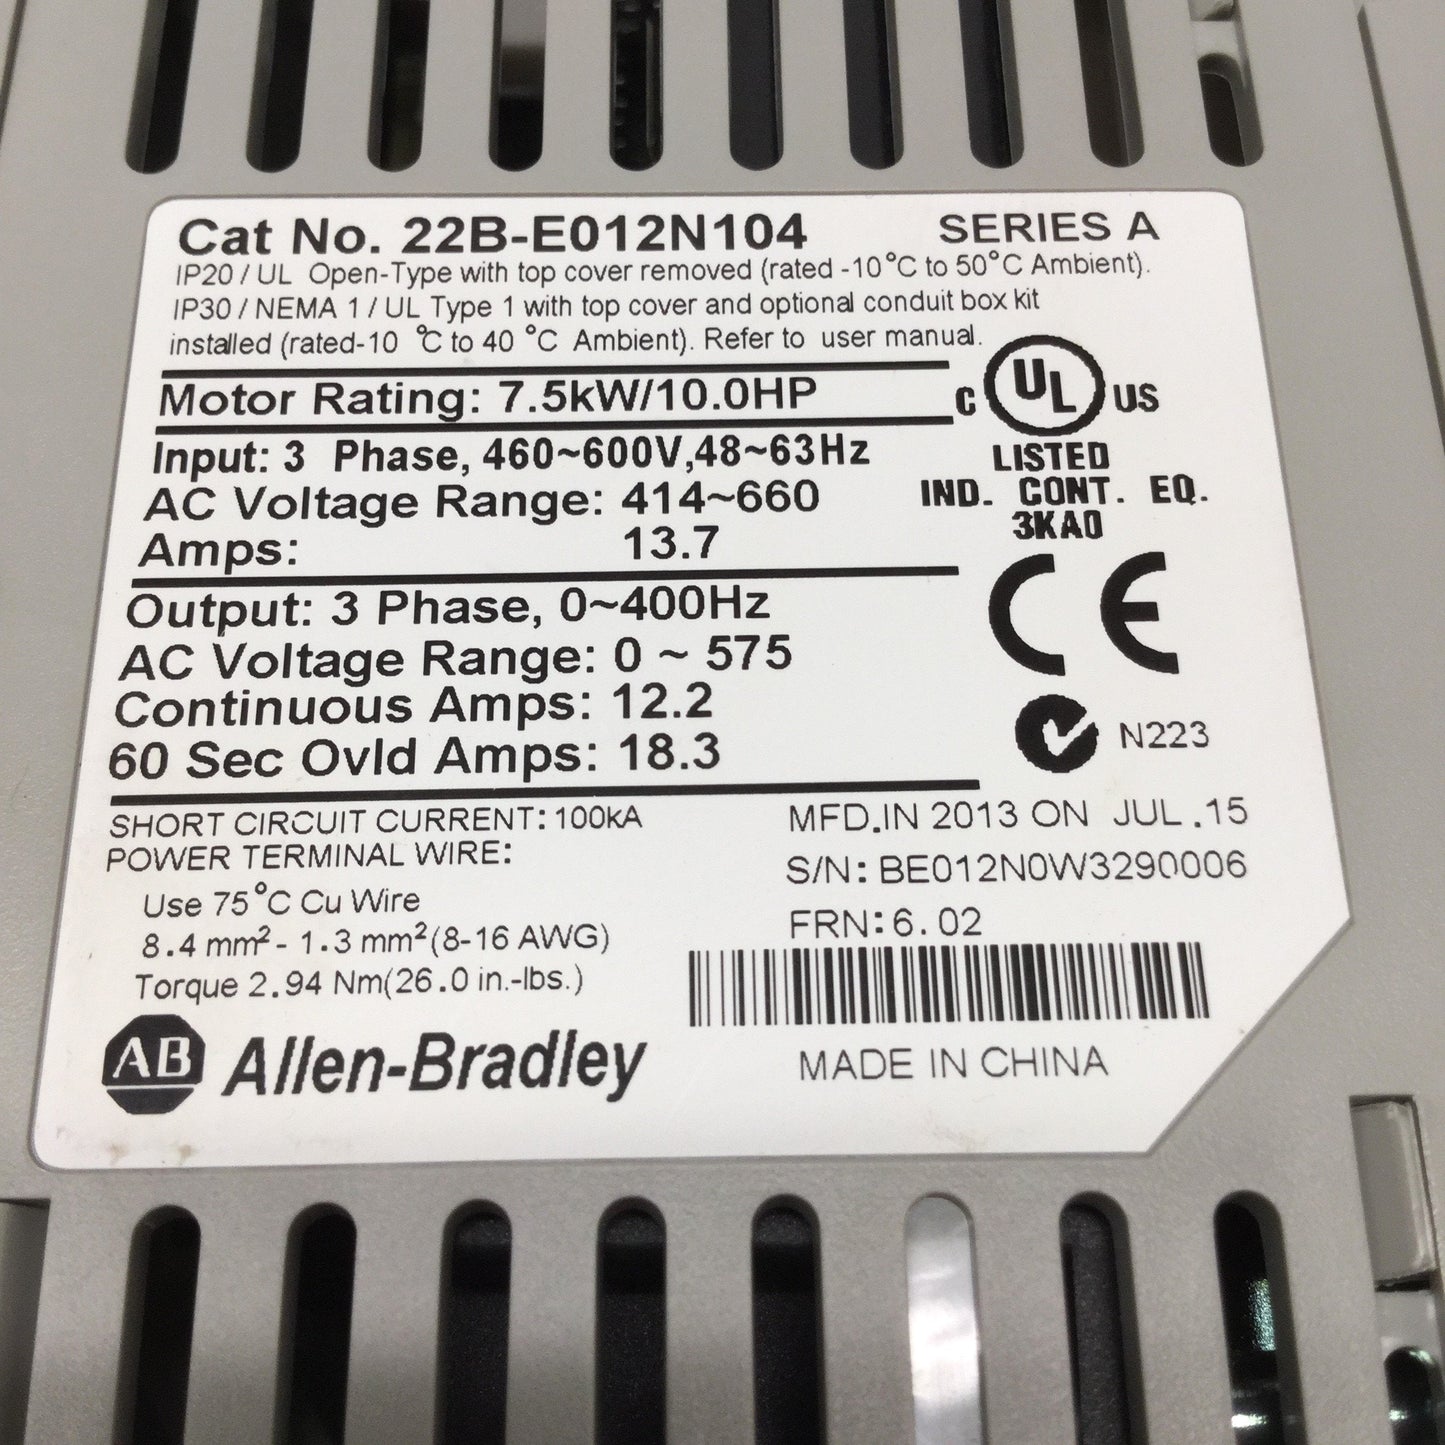 Cat No. 22B-E012N104 SERIES A
IP20 / UL Open-Type with top cover removed (rated -10°C to 50°C Ambient).
IP30 / NEMA 1 / UL Type 1 with top cover and optional conduit box kit
installed (rated-10 °C to 40 °C Ambient). Refer to user manual.
Motor Rating: 7.5kW/10.0HP
C UL US
Input: 3 Phase, 460~600V,48~63Hz
LISTED
AC Voltage Range: 414~660
IND. CONT. EQ.
3KA0
Amps: 13.7
CE
Output: 3 Phase, 0~400Hz
AC Voltage Range: 0 ~ 575
Continuous Amps: 12.2
N223
60 Sec Ovld Amps: 18.3
SHORT CIRCUIT CURRENT: 100kA
POWER TERMINAL WIRE:
Use 75°C Cu Wire
8.4 mm² - 1.3 mm²(8-16 AWG)
Torque 2.94 Nm(26.0 in.-lbs.)
MFD.IN 2013 ON JUL.15
S/N: BE012N0W3290006
FRN: 6.02
MADE IN CHINA
AB Allen-Bradley